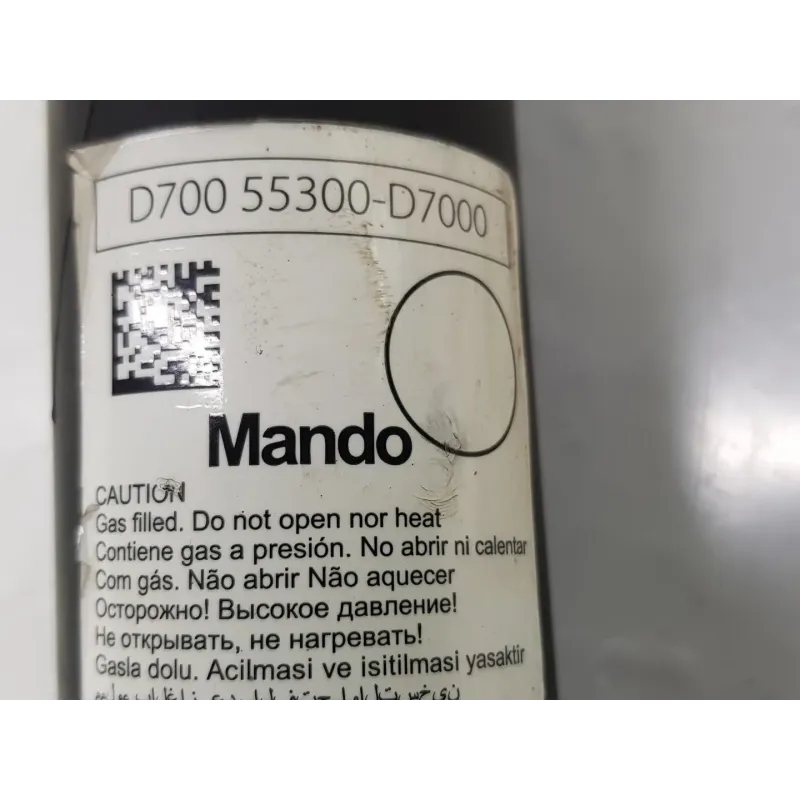 D700 55300-D7000
Mando
CAUTION
Gas filled. Do not open nor heat
Contiene gas a presión. No abrir ni calentar
Com gás. Não abrir Não aquecer
Осторожно! Высокое давление!
Не открывать, не нагревать!
Gasla dolu. Acilmasi ve isitilmasi yasaktir